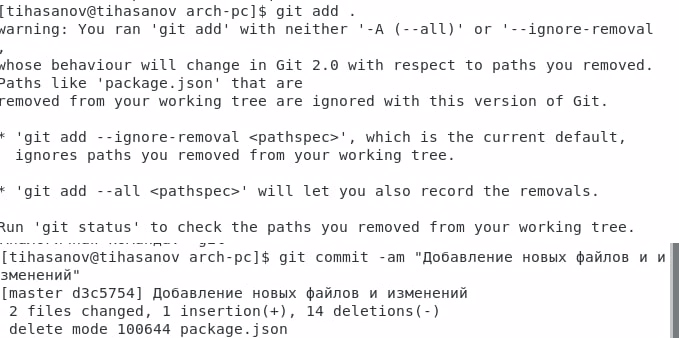 [tihasanov@tihasanov arch-pc]$ git add .
warning: You ran 'git add' with neither '-A (--all)' or '--ignore-removal
,
whose behaviour will change in Git 2.0 with respect to paths you removed.
Paths like 'package.json' that are
removed from your working tree are ignored with this version of Git.
* 'git add --ignore-removal <pathspec>', which is the current default,
ignores paths you removed from your working tree.
* 'git add --all <pathspec>' will let you also record the removals.
Run 'git status' to check the paths you removed from your working tree.
[tihasanov@tihasanov arch-pc]$ git commit -am "Добавление новых файлов и и
зменений"
[master d3c5754] Добавление новых файлов и изменений
2 files changed, 1 insertion(+), 14 deletions(-)
delete mode 100644 package.json